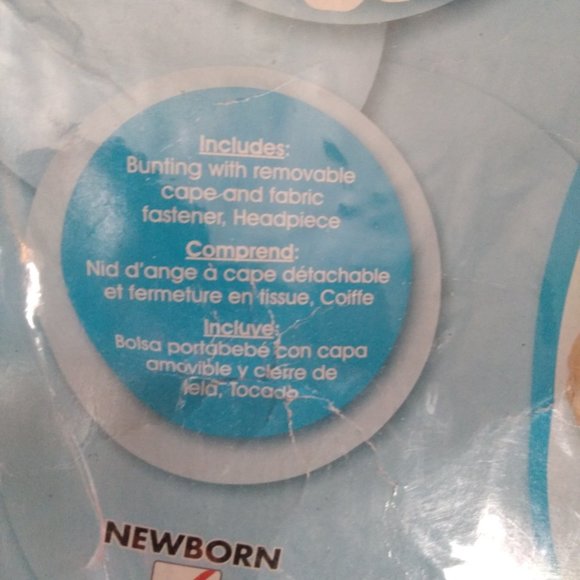 Includes:
Bunting with removable
cape and fabric
fastener, Headpiece
Comprend:
Nid d'ange à cape détachable
et fermeture en tissue, Coiffe
Incluye:
Bolsa portabebé con capa
amovible y cierre de
tela, Tocado
NEWBORN